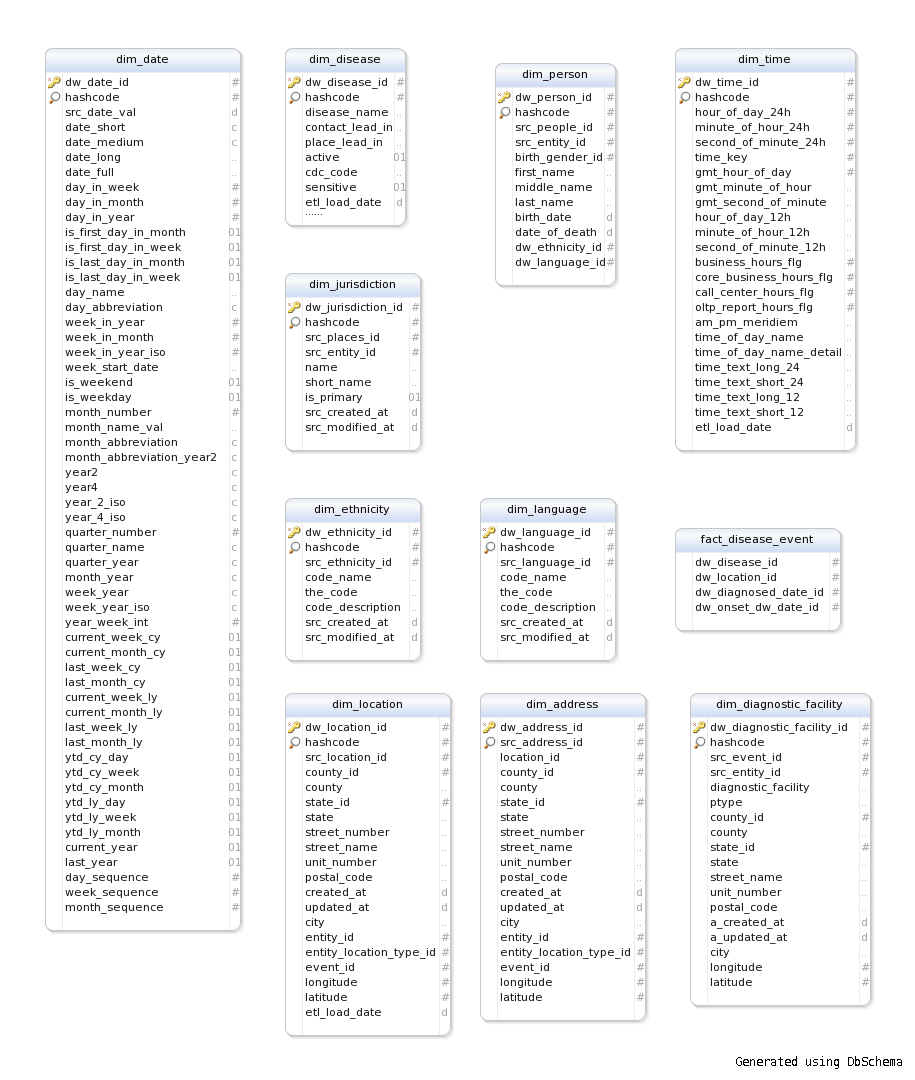 dim_date
dw_date_id #
hashcode #
src_date_val d
date_short c
date_medium c
date_long ..
date_full ..
day_in_week #
day_in_month #
day_in_year #
is_first_day_in_month 01
is_first_day_in_week 01
is_last_day_in_month 01
is_last_day_in_week 01
day_name ..
day_abbreviation c
week_in_year #
week_in_month #
week_in_year_iso #
week_start_date ..
is_weekend 01
is_weekday 01
month_number #
month_name_val ..
month_abbreviation c
month_abbreviation_year2 c
year2 c
year4 c
year_2_iso c
year_4_iso c
quarter_number #
quarter_name c
quarter_year c
month_year c
week_year c
week_year_iso c
year_week_int #
current_week_cy 01
current_month_cy 01
last_week_cy 01
last_month_cy 01
current_week_ly 01
current_month_ly 01
last_week_ly 01
last_month_ly 01
ytd_cy_day 01
ytd_cy_week 01
ytd_cy_month 01
ytd_ly_day 01
ytd_ly_week 01
ytd_ly_month 01
current_year 01
last_year 01
day_sequence #
week_sequence #
month_sequence #
dim_disease
dw_disease_id #
hashcode #
disease_name ..
contact_lead_in ..
place_lead_in ..
active 01
cdc_code ..
sensitive 01
etl_load_date d
......
dim_person
dw_person_id #
hashcode #
src_people_id #
src_entity_id #
birth_gender_id #
first_name ..
middle_name ..
last_name ..
birth_date d
date_of_death d
dw_ethnicity_id #
dw_language_id #
dim_time
dw_time_id #
hashcode #
hour_of_day_24h #
minute_of_hour_24h #
second_of_minute_24h #
time_key #
gmt_hour_of_day #
gmt_minute_of_hour ..
gmt_second_of_minute ..
hour_of_day_12h ..
minute_of_hour_12h ..
second_of_minute_12h ..
business_hours_flg #
core_business_hours_flg #
call_center_hours_flg #
oltp_report_hours_flg #
am_pm_meridiem ..
time_of_day_name ..
time_of_day_name_detail ..
time_text_long_24 ..
time_text_short_24 ..
time_text_long_12 ..
time_text_short_12 ..
etl_load_date d
dim_jurisdiction
dw_jurisdiction_id #
hashcode #
src_places_id #
src_entity_id #
name ..
short_name ..
is_primary 01
src_created_at d
src_modified_at d
dim_ethnicity
dw_ethnicity_id #
hashcode #
src_ethnicity_id #
code_name ..
the_code ..
code_description ..
src_created_at d
src_modified_at d
dim_language
dw_language_id #
hashcode #
src_language_id #
code_name ..
the_code ..
code_description ..
src_created_at d
src_modified_at d
fact_disease_event
dw_disease_id #
dw_location_id #
dw_diagnosed_date_id #
dw_onset_dw_date_id #
dim_location
dw_location_id #
hashcode #
src_location_id #
county_id #
county ..
state_id #
state ..
street_number ..
street_name ..
unit_number ..
postal_code ..
created_at d
updated_at d
city ..
entity_id #
entity_location_type_id #
event_id #
longitude #
latitude #
etl_load_date d
dim_address
dw_address_id #
src_address_id #
location_id #
county_id #
county ..
state_id #
state ..
street_number ..
street_name ..
unit_number ..
postal_code ..
created_at d
updated_at d
city ..
entity_id #
entity_location_type_id #
event_id #
longitude #
latitude #
dim_diagnostic_facility
dw_diagnostic_facility_id #
hashcode #
src_event_id #
src_entity_id #
diagnostic_facility ..
ptype ..
county_id #
county ..
state_id #
state ..
street_name ..
unit_number ..
postal_code ..
a_created_at d
a_updated_at d
city ..
longitude #
latitude #
Generated using DbSchema